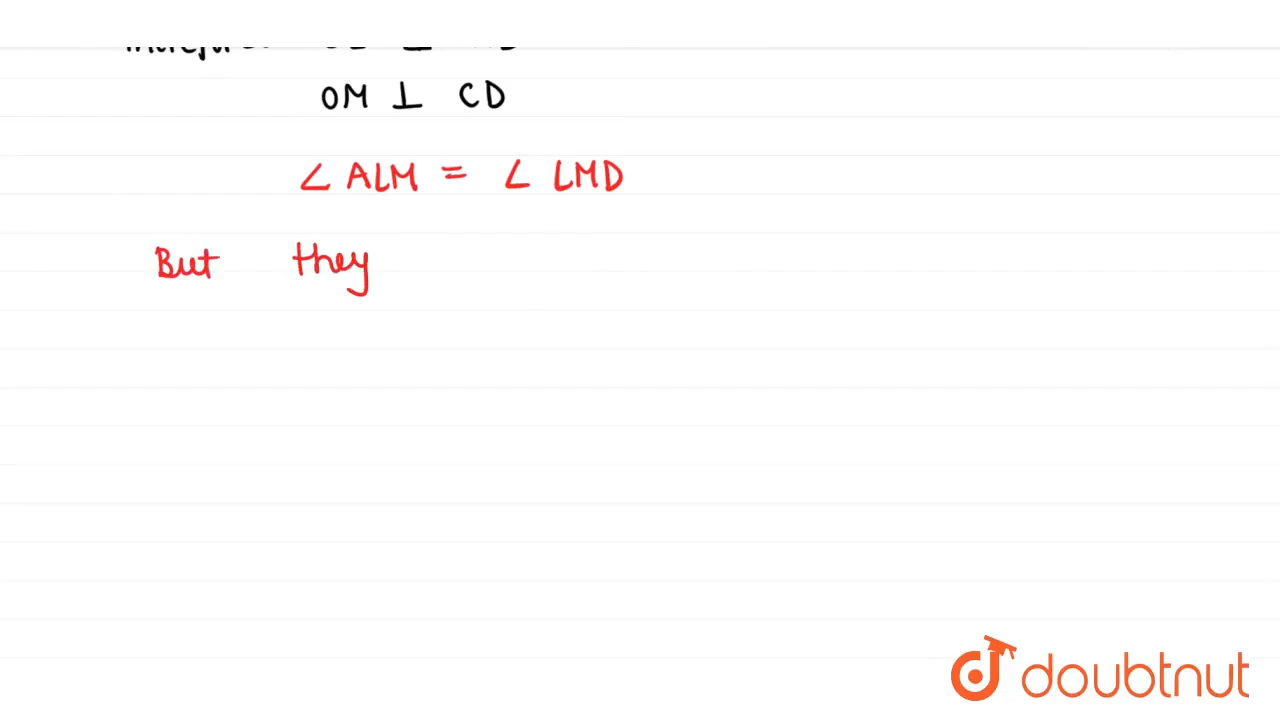 OM ⊥ CD
∠ ALM = ∠ LMD
But they
doubtnut